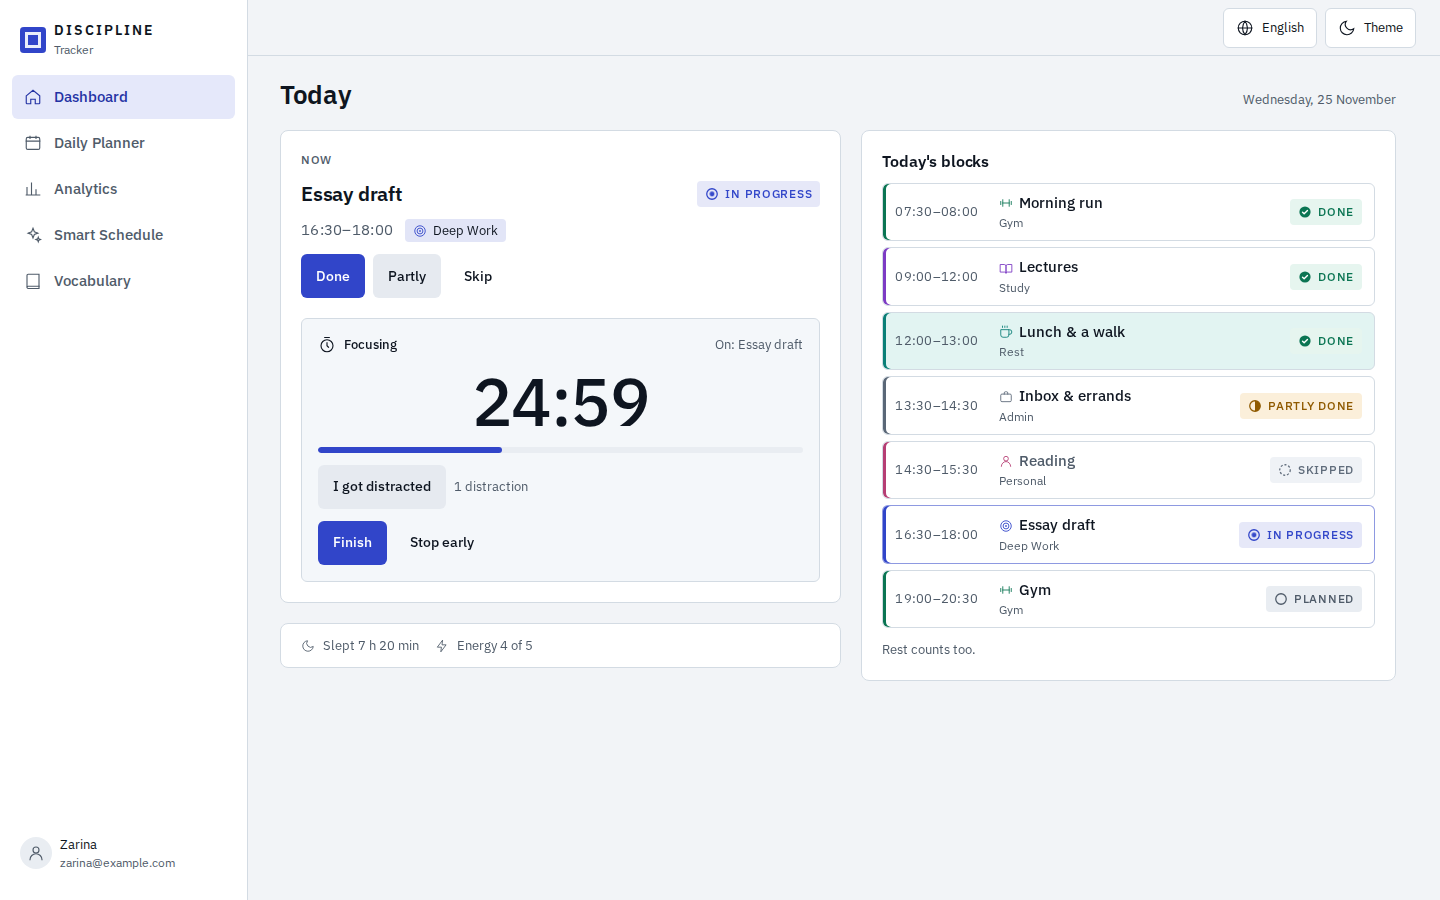 DISCIPLINE
Tracker
Dashboard
Daily Planner
Analytics
Smart Schedule
Vocabulary
Zarina
zarina@example.com
English
Theme
Today
Wednesday, 25 November
NOW
Essay draft
IN PROGRESS
16:30–18:00
Deep Work
Done
Partly
Skip
Focusing
On: Essay draft
24:59
I got distracted
1 distraction
Finish
Stop early
Slept 7 h 20 min
Energy 4 of 5
Today's blocks
07:30–08:00
Morning run
Gym
DONE
09:00–12:00
Lectures
Study
DONE
12:00–13:00
Lunch & a walk
Rest
DONE
13:30–14:30
Inbox & errands
Admin
PARTLY DONE
14:30–15:30
Reading
Personal
SKIPPED
16:30–18:00
Essay draft
Deep Work
IN PROGRESS
19:00–20:30
Gym
Gym
PLANNED
Rest counts too.